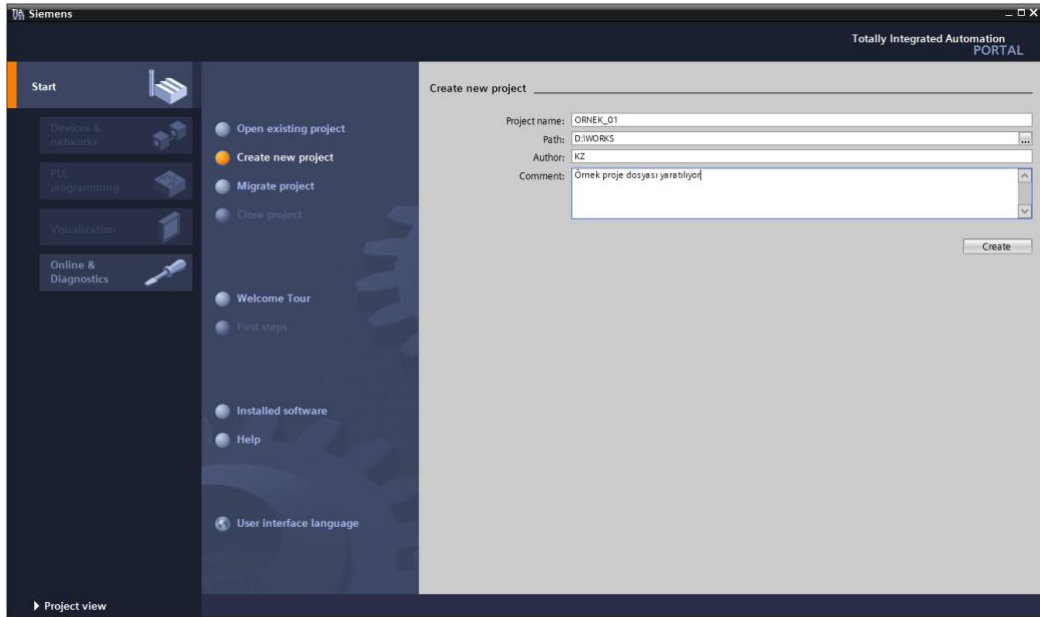 Siemens
Totally Integrated Automation
PORTAL
Start
Devices &
networks
PLC
programming
Visualization
Online &
Diagnostics
Open existing project
Create new project
Migrate project
Close project
Welcome Tour
First steps
Installed software
Help
User interface language
Create new project
Project name: ORNEK_01
Path: D:\WORKS
...
Author: KZ
Comment: Örnek proje dosyası yaratılıyor
Create
Project view